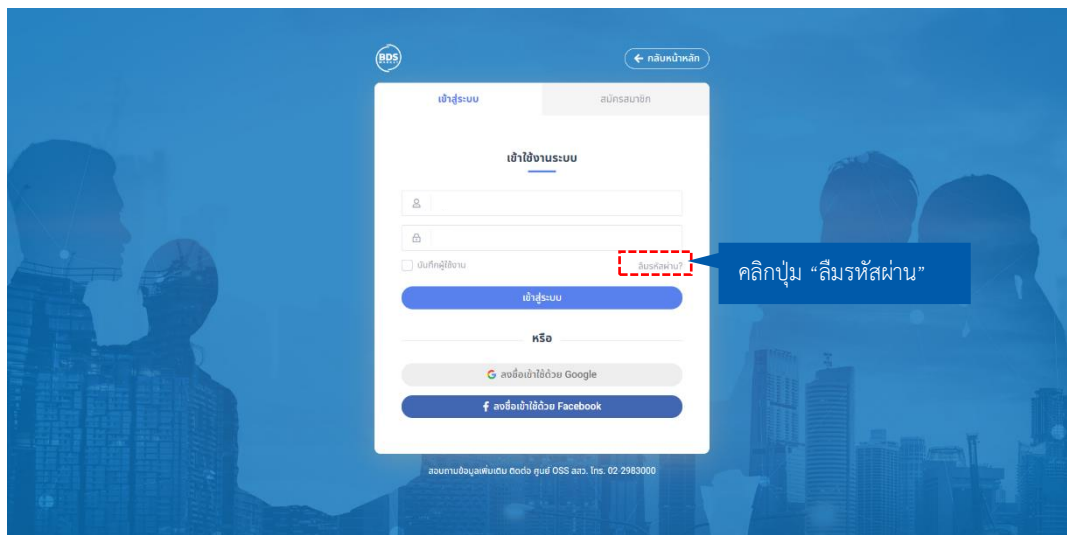 BDS
← กลับหน้าหลัก
เข้าสู่ระบบ
สมัครสมาชิก
เข้าใช้งานระบบ
บันทึกผู้ใช้งาน
ลืมรหัสผ่าน?
คลิกปุ่ม “ลืมรหัสผ่าน”
เข้าสู่ระบบ
หรือ
ลงชื่อเข้าใช้ด้วย Google
ลงชื่อเข้าใช้ด้วย Facebook
สอบถามข้อมูลเพิ่มเติม ติดต่อ ศูนย์ OSS สสว. โทร. 02-2983000